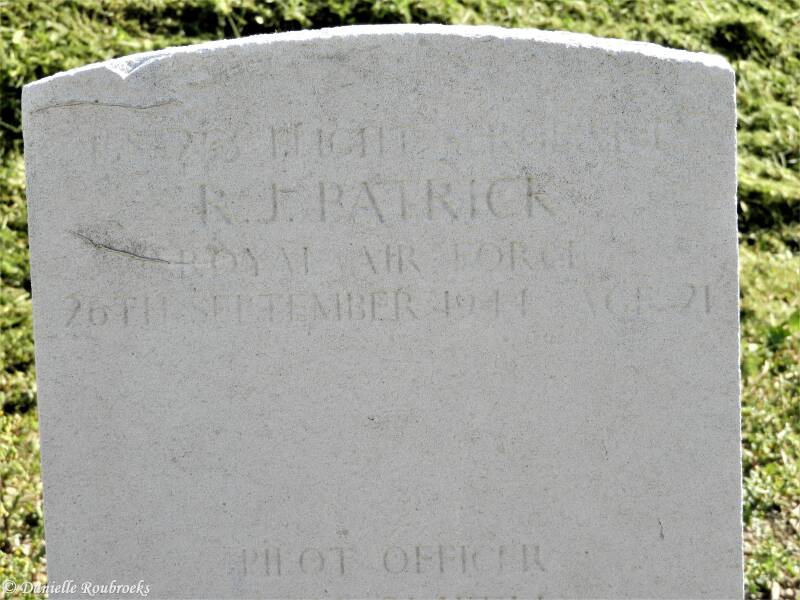 FLIGHT SERGEANT
R. J. PATRICK
ROYAL AIR FORCE
26TH SEPTEMBER 1944 AGE 21
PILOT OFFICER
© Danielle Roubroeks